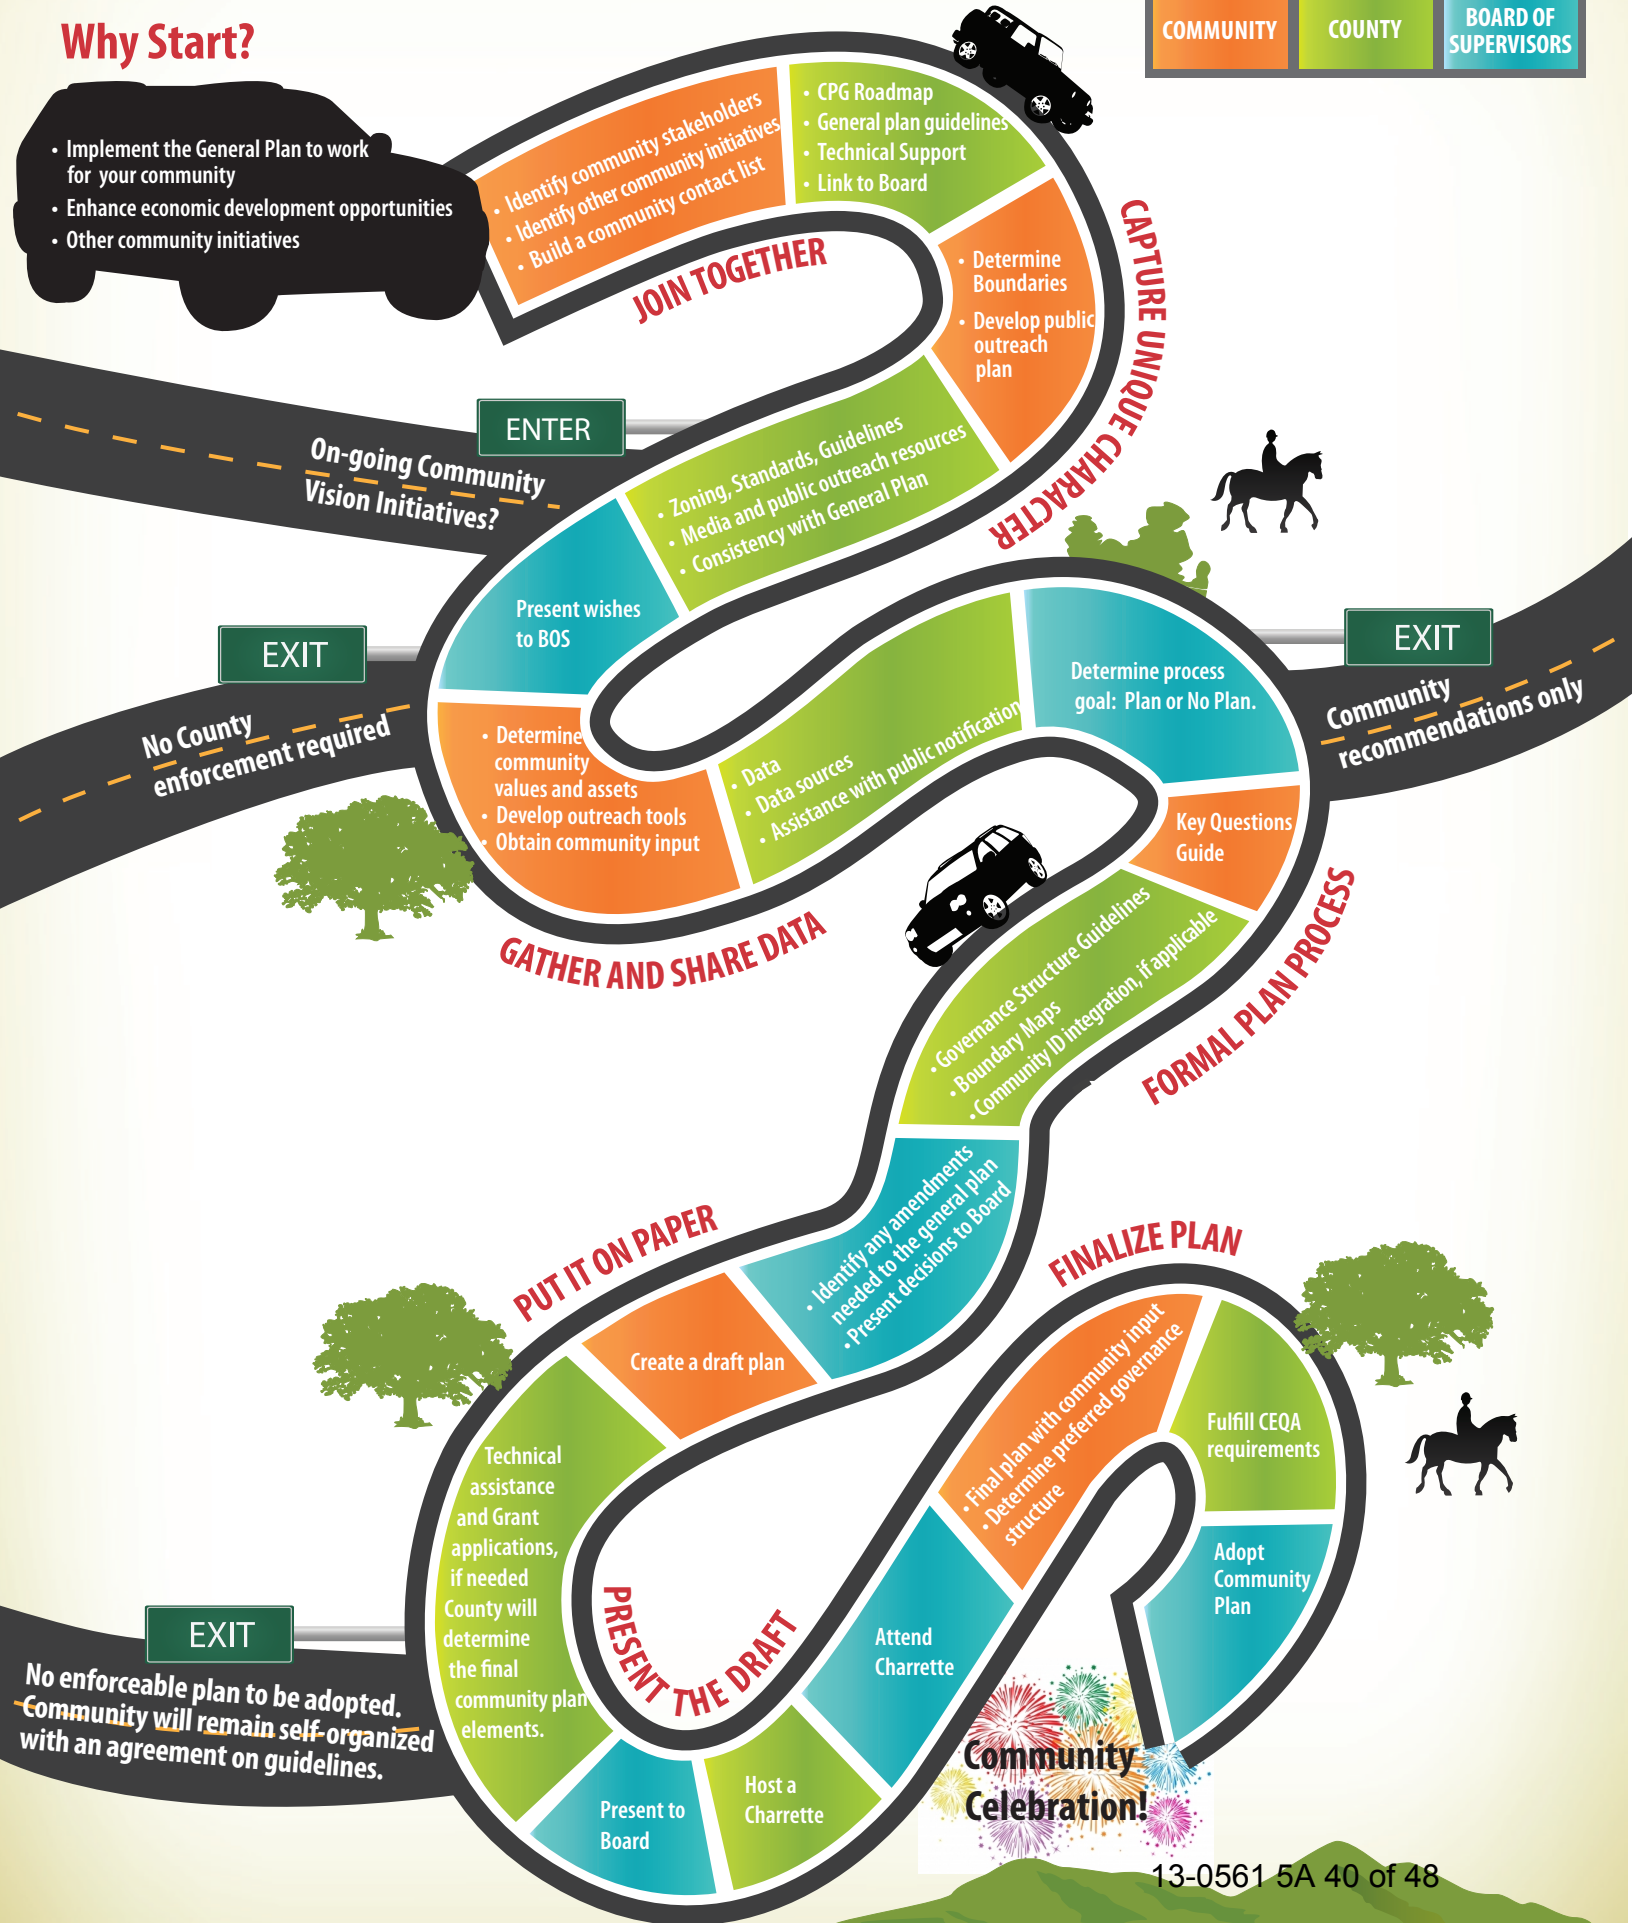 Why Start?
• Implement the General Plan to work
for your community
• Enhance economic development opportunities
• Other community initiatives
COMMUNITY
COUNTY
BOARD OF
SUPERVISORS
• Identify community stakeholders
• Identify other community initiatives
• Build a community contact list
• CPG Roadmap
• General plan guidelines
• Technical Support
• Link to Board
JOIN TOGETHER
• Determine
Boundaries
• Develop public
outreach
plan
CAPTURE UNIQUE CHARACTER
ENTER
On-going Community
Vision Initiatives?
• Zoning, Standards, Guidelines
• Media and public outreach resources
• Consistency with General Plan
Present wishes
to BOS
EXIT
No County
enforcement required
• Determine
community
values and assets
• Develop outreach tools
• Obtain community input
• Data
• Data sources
• Assistance with public notification
GATHER AND SHARE DATA
Determine process
goal: Plan or No Plan.
EXIT
Community
recommendations only
Key Questions
Guide
• Governance Structure Guidelines
• Boundary Maps
• Community ID integration, if applicable
FORMAL PLAN PROCESS
• Identify any amendments
needed to the general plan
• Present decisions to Board
PUT IT ON PAPER
Create a draft plan
Technical
assistance
and Grant
applications,
if needed
County will
determine
the final
community plan
elements.
EXIT
No enforceable plan to be adopted.
Community will remain self-organized
with an agreement on guidelines.
Present to
Board
Host a
Charrette
PRESENT THE DRAFT
Attend
Charrette
• Final plan with community input
• Determine preferred governance
structure
FINALIZE PLAN
Fulfill CEQA
requirements
Adopt
Community
Plan
Community
Celebration!
13-0561 5A 40 of 48